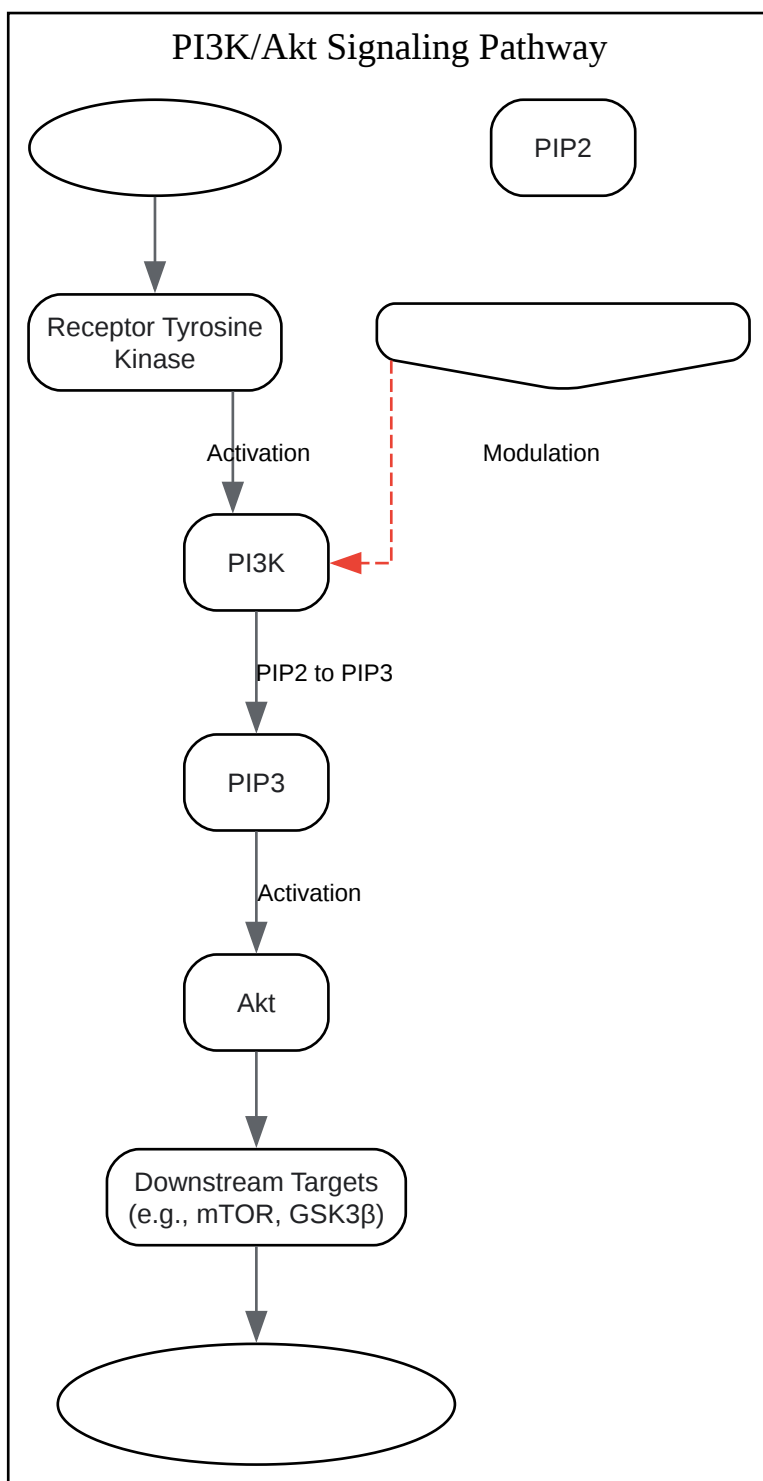 PI3K/Akt Signaling Pathway
PIP2
Receptor Tyrosine
Kinase
Activation
Modulation
PI3K
PIP2 to PIP3
PIP3
Activation
Akt
Downstream Targets
(e.g., mTOR, GSK3β)